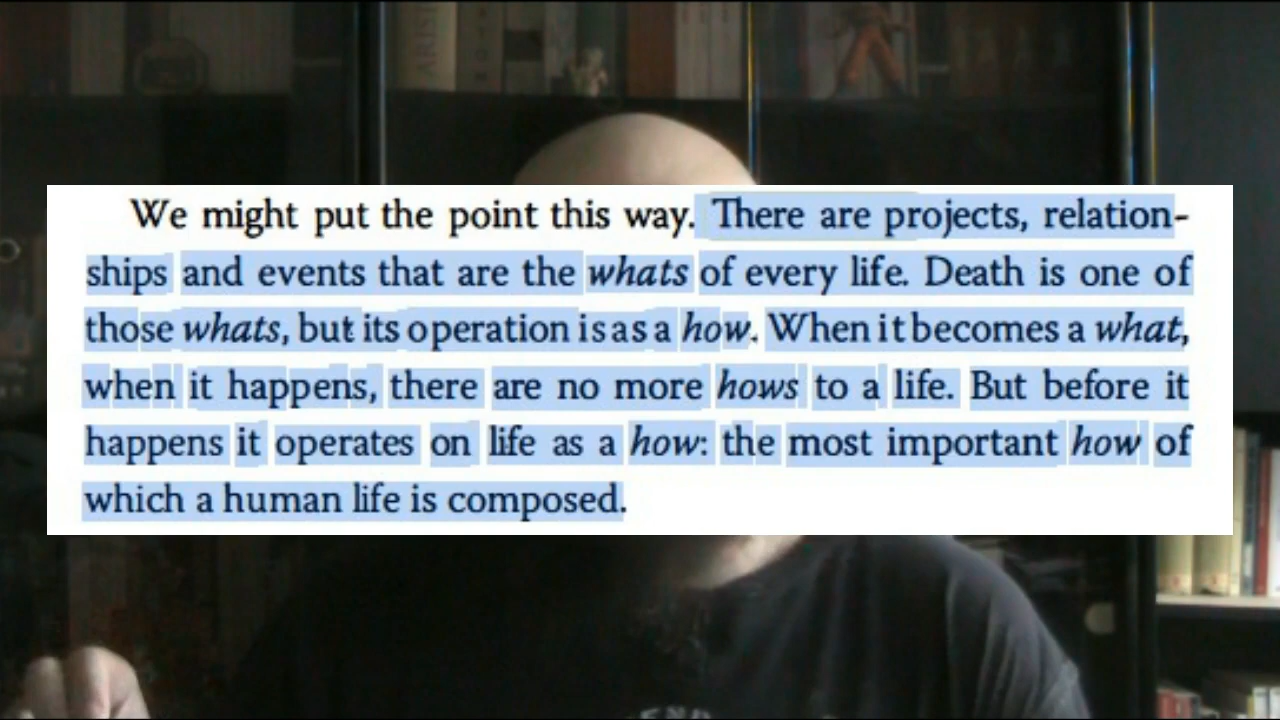 We might put the point this way. There are projects, relation-
ships and events that are the whats of every life. Death is one of
those whats, but its operation is as a how. When it becomes a what,
when it happens, there are no more hows to a life. But before it
happens it operates on life as a how: the most important how of
which a human life is composed.